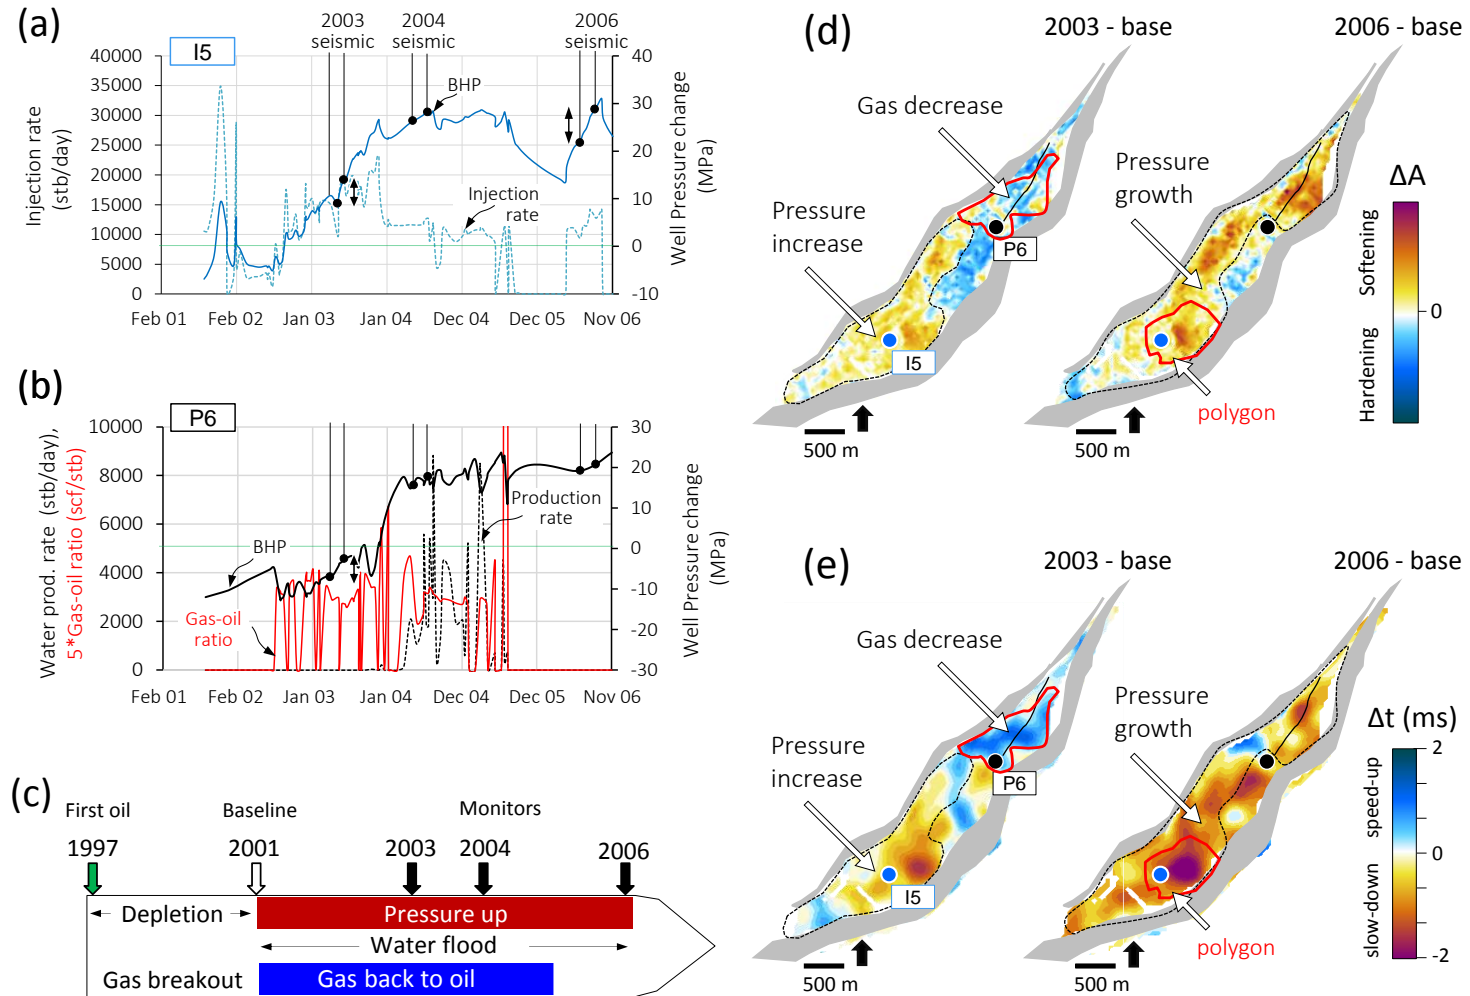 (a)
I5
2003
seismic
2004
seismic
2006
seismic
40000
35000
30000
25000
20000
15000
10000
5000
0
Injection rate
(stb/day)
BHP
Injection
rate
40
30
20
10
0
-10
Well Pressure change
(MPa)
Feb 01
Feb 02
Jan 03
Jan 04
Dec 04
Dec 05
Nov 06
(b)
P6
10000
8000
6000
4000
2000
0
Water prod. rate (stb/day),
5*Gas-oil ratio (scf/stb)
BHP
Gas-oil
ratio
Production
rate
30
20
10
0
-10
-20
-30
Well Pressure change
(MPa)
Feb 01
Feb 02
Jan 03
Jan 04
Dec 04
Dec 05
Nov 06
(c)
First oil
Baseline
Monitors
1997
2001
2003
2004
2006
Depletion
Pressure up
Water flood
Gas breakout
Gas back to oil
(d)
2003 - base
2006 - base
Gas decrease
Pressure
increase
P6
I5
500 m
Pressure
growth
polygon
500 m
ΔA
Softening
0
Hardening
(e)
2003 - base
2006 - base
Gas decrease
Pressure
increase
P6
I5
500 m
Pressure
growth
polygon
500 m
Δt (ms)
2
speed-up
0
slow-down
-2